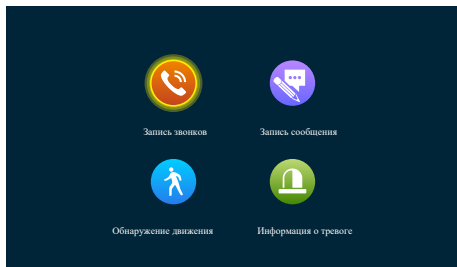 Запись звонков
Запись сообщения
Обнаружение движения
Информация о тревоге